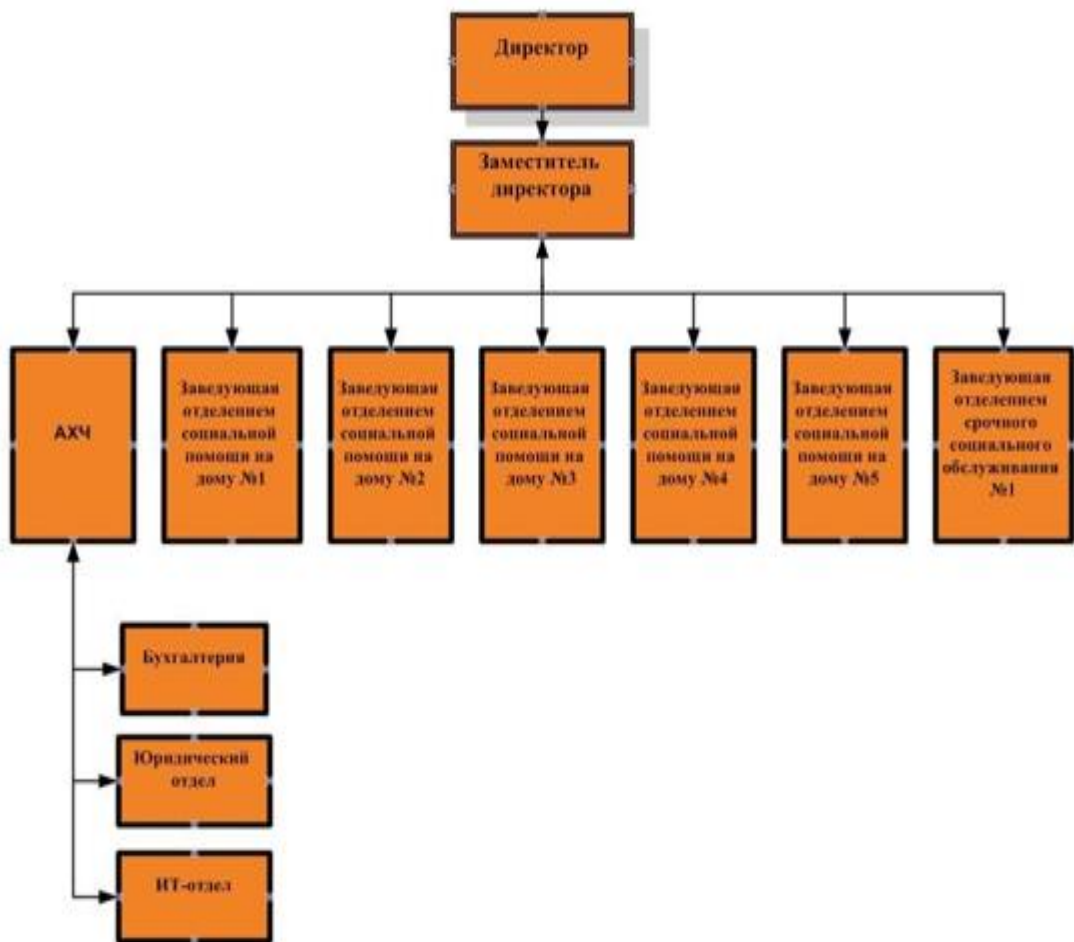 Директор
Заместитель
директора
АХЧ
Заведующая
отделением
социальной
помощи на
дому №1
Заведующая
отделением
социальной
помощи на
дому №2
Заведующая
отделением
социальной
помощи на
дому №3
Заведующая
отделением
социальной
помощи на
дому №4
Заведующая
отделением
социальной
помощи на
дому №5
Заведующая
отделением
срочного
социального
обслуживания
№1
Бухгалтерия
Юридический
отдел
ИТ-отдел